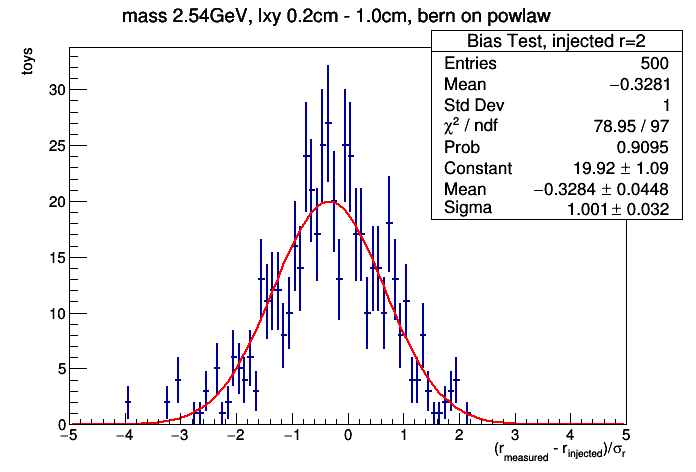 mass 2.54GeV, lxy 0.2cm - 1.0cm, bern on powlaw
toys
Bias Test, injected r=2
Entries 500
Mean −0.3281
Std Dev 1
χ² / ndf 78.95 / 97
Prob 0.9095
Constant 19.92 ± 1.09
Mean −0.3284 ± 0.0448
Sigma 1.001 ± 0.032
30
25
20
15
10
5
0
−5 −4 −3 −2 −1 0 1 2 3 4 5
(r_measured - r_injected)/σ_r